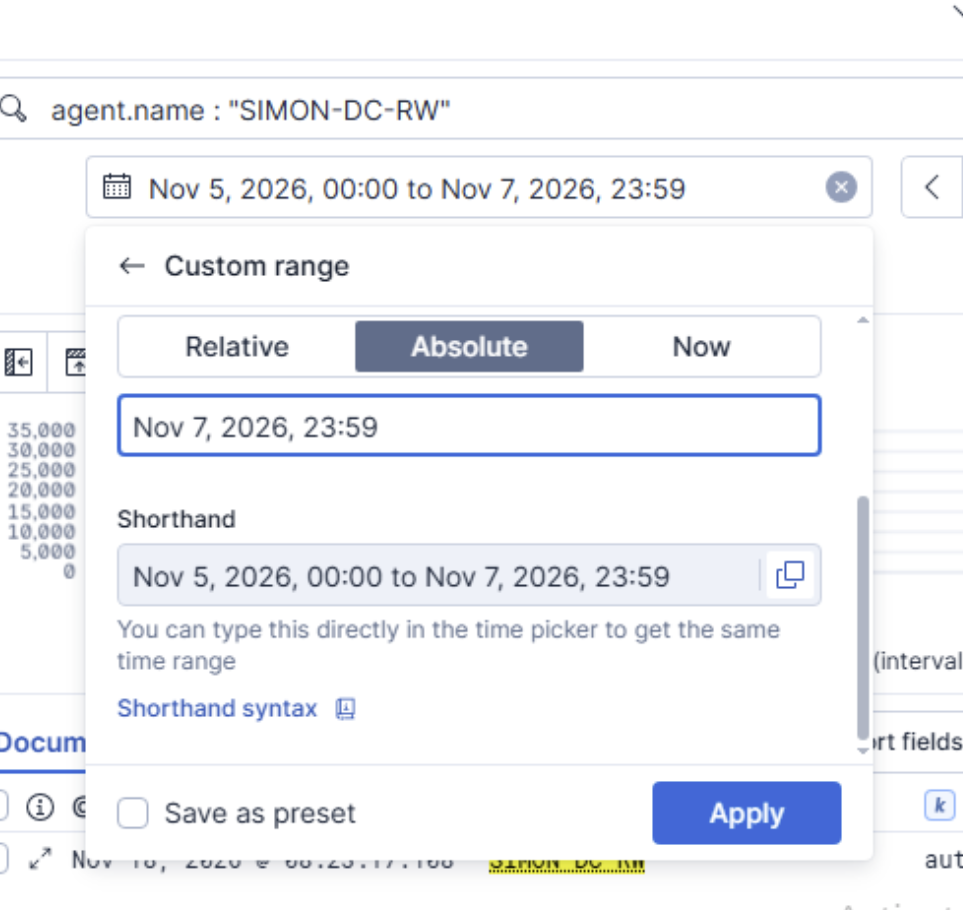 agent.name : "SIMON-DC-RW"
Nov 5, 2026, 00:00 to Nov 7, 2026, 23:59
Custom range
Relative
Absolute
Now
Nov 7, 2026, 23:59
35,000
30,000
25,000
20,000
15,000
10,000
5,000
0
Shorthand
Nov 5, 2026, 00:00 to Nov 7, 2026, 23:59
You can type this directly in the time picker to get the same
time range
(interval
Shorthand syntax
Docum
rt fields
k
Save as preset
Apply
SIMON-DC-RW
aut